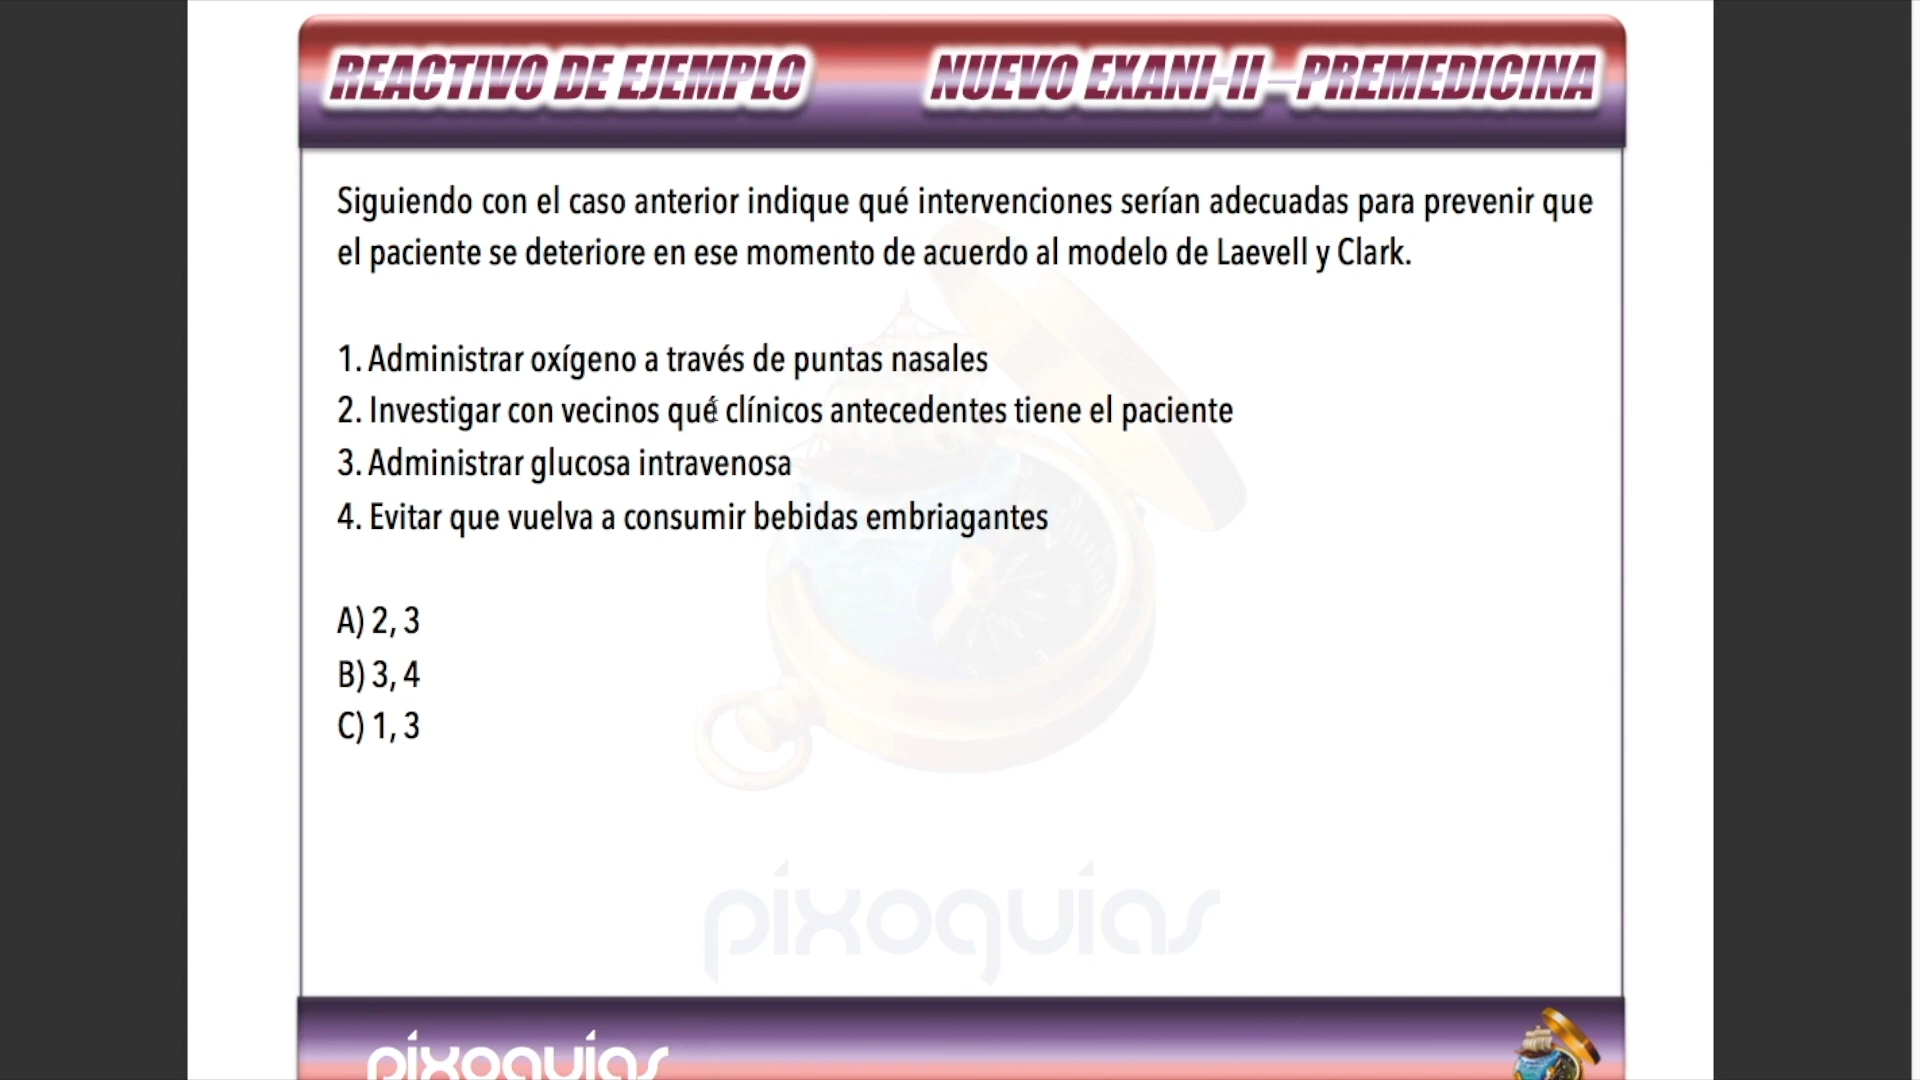 REACTIVO DE EJEMPLO NUEVO EXANI-II – PREMEDICINA
Siguiendo con el caso anterior indique qué intervenciones serían adecuadas para prevenir que
el paciente se deteriore en ese momento de acuerdo al modelo de Laevell y Clark.
1. Administrar oxígeno a través de puntas nasales
2. Investigar con vecinos qué clínicos antecedentes tiene el paciente
3. Administrar glucosa intravenosa
4. Evitar que vuelva a consumir bebidas embriagantes
A) 2, 3
B) 3, 4
C) 1, 3
pixoguías
pixoguías